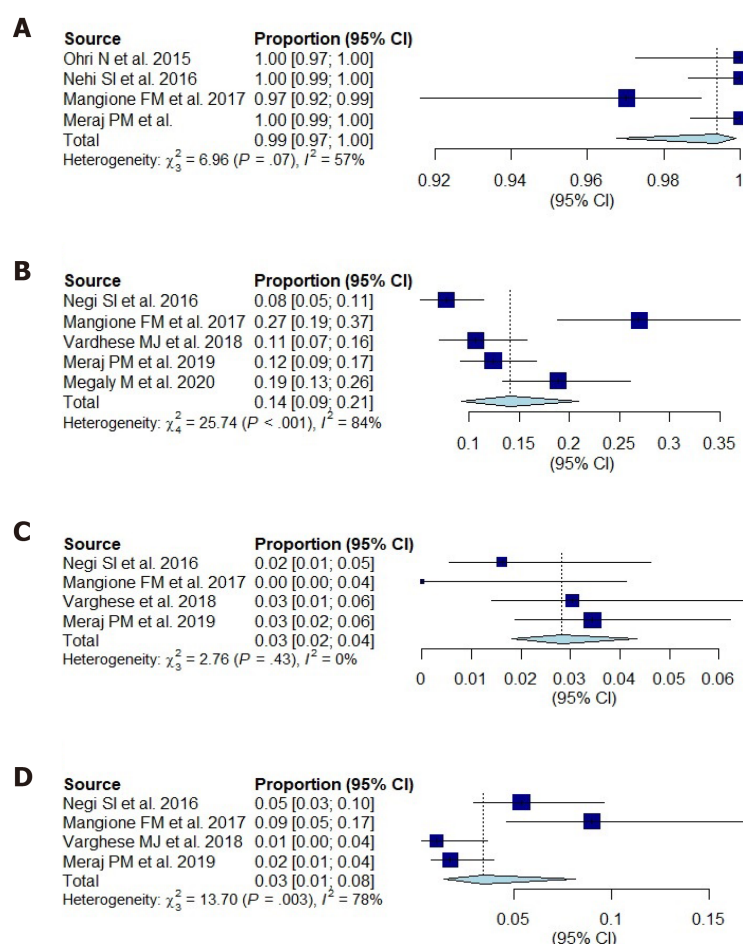 A
Source Proportion (95% CI)
Ohri N et al. 2015 1.00 [0.97; 1.00]
Nehi SI et al. 2016 1.00 [0.99; 1.00]
Mangione FM et al. 2017 0.97 [0.92; 0.99]
Meraj PM et al. 1.00 [0.99; 1.00]
Total 0.99 [0.97; 1.00]
Heterogeneity: χ²₃ = 6.96 (P = .07), I² = 57%
0.92 0.94 0.96 0.98 1
(95% CI)
B
Source Proportion (95% CI)
Negi SI et al. 2016 0.08 [0.05; 0.11]
Mangione FM et al. 2017 0.27 [0.19; 0.37]
Vardhese MJ et al. 2018 0.11 [0.07; 0.16]
Meraj PM et al. 2019 0.12 [0.09; 0.17]
Megaly M et al. 2020 0.19 [0.13; 0.26]
Total 0.14 [0.09; 0.21]
Heterogeneity: χ²₄ = 25.74 (P < .001), I² = 84%
0.1 0.15 0.2 0.25 0.3 0.35
(95% CI)
C
Source Proportion (95% CI)
Negi SI et al. 2016 0.02 [0.01; 0.05]
Mangione FM et al. 2017 0.00 [0.00; 0.04]
Varghese et al. 2018 0.03 [0.01; 0.06]
Meraj PM et al. 2019 0.03 [0.02; 0.06]
Total 0.03 [0.02; 0.04]
Heterogeneity: χ²₃ = 2.76 (P = .43), I² = 0%
0 0.01 0.02 0.03 0.04 0.05 0.06
(95% CI)
D
Source Proportion (95% CI)
Negi SI et al. 2016 0.05 [0.03; 0.10]
Mangione FM et al. 2017 0.09 [0.05; 0.17]
Varghese MJ et al. 2018 0.01 [0.00; 0.04]
Meraj PM et al. 2019 0.02 [0.01; 0.04]
Total 0.03 [0.01; 0.08]
Heterogeneity: χ²₃ = 13.70 (P = .003), I² = 78%
0.05 0.1 0.15
(95% CI)